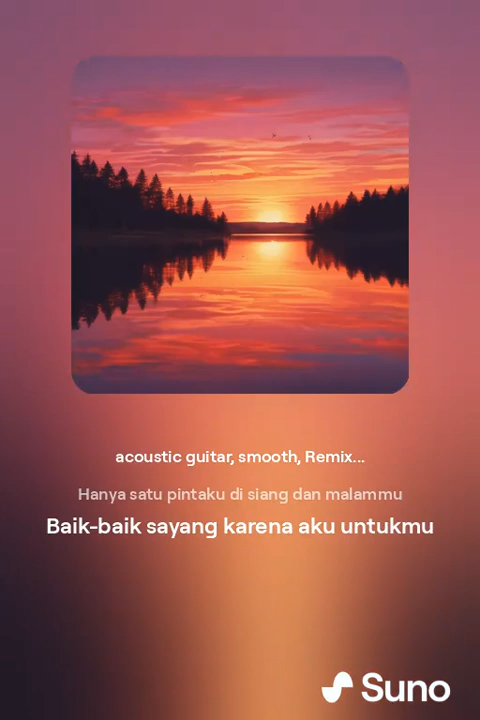 acoustic guitar, smooth, Remix...
Hanya satu pintaku di siang dan malammu
Baik-baik sayang karena aku untukmu
Suno